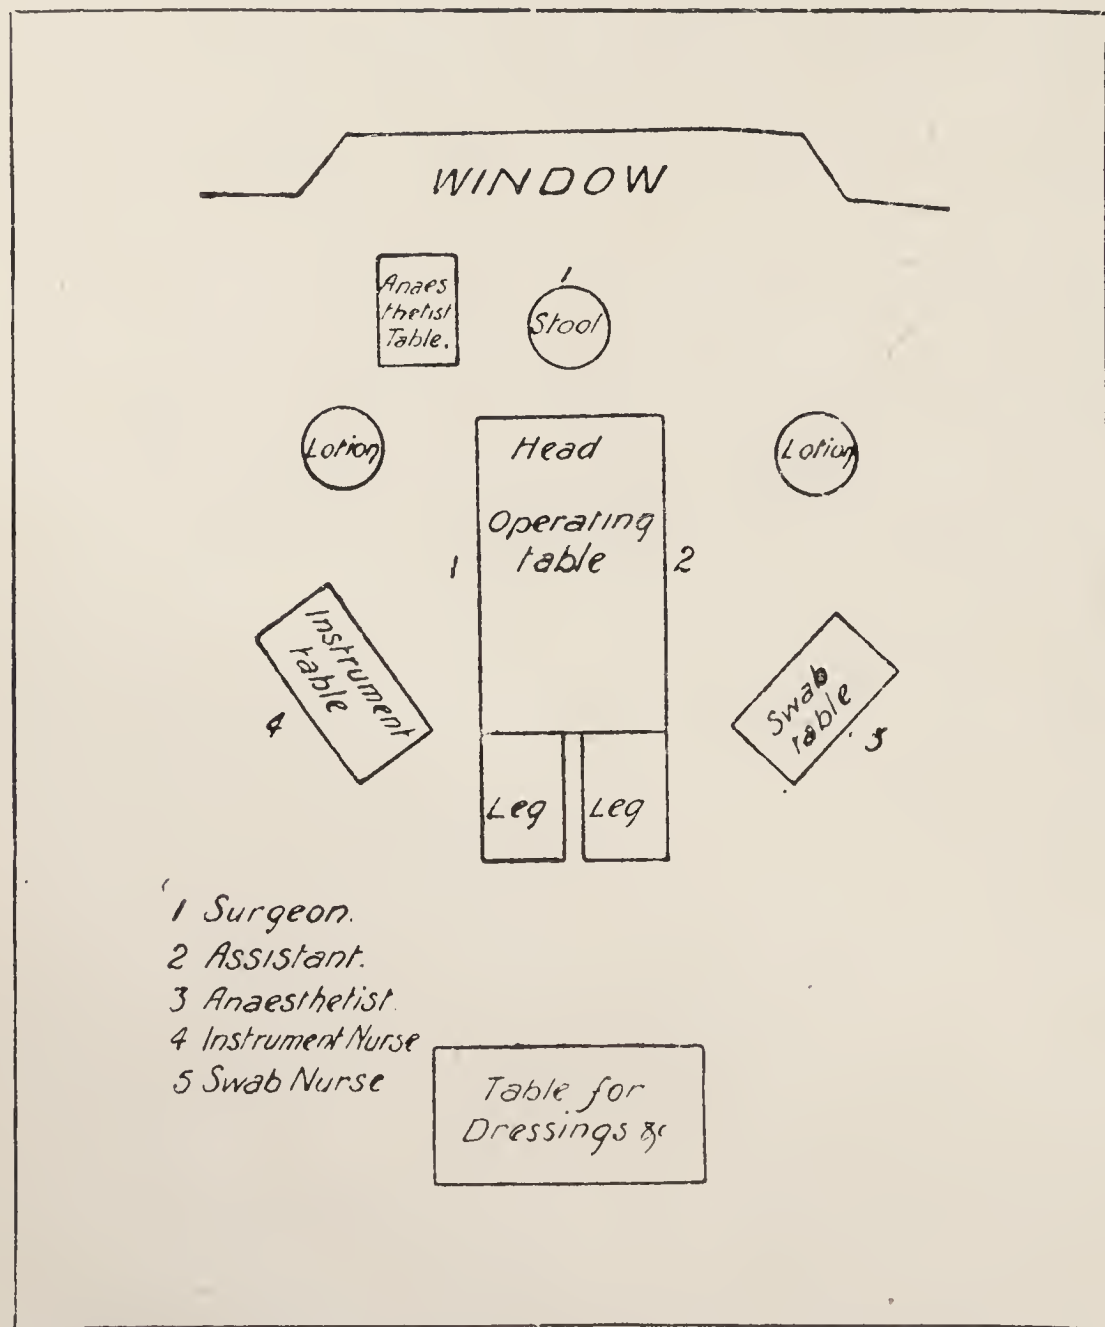 WINDOW
Anaes
thetist
Table.
1
Stool
Lotion
Lotion
Head
Operating
table
1
2
Instrument
table
4
Swab
table
5
Leg
Leg
1 Surgeon.
2 Assistant.
3 Anaesthetist.
4 Instrument Nurse
5 Swab Nurse
Table for
Dressings &c